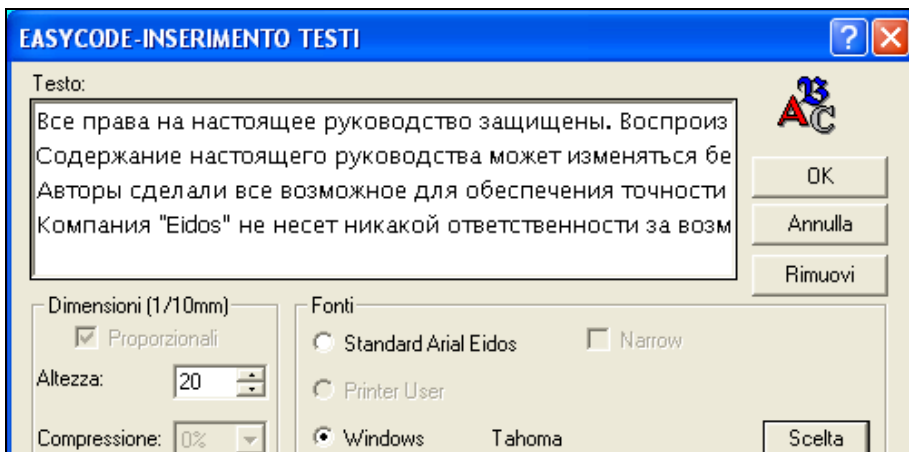 EASYCODE-INSERIMENTO TESTI
Testo:
Все права на настоящее руководство защищены. Воспроиз
Содержание настоящего руководства может изменяться бе
Авторы сделали все возможное для обеспечения точности
Компания "Eidos" не несет никакой ответственности за возм
ABC
OK
Annulla
Rimuovi
Dimensioni (1/10mm)
Fonti
Proporzionali
Standard Arial Eidos
Narrow
Altezza:
20
Printer User
Compressione:
0%
Windows
Tahoma
Scelta